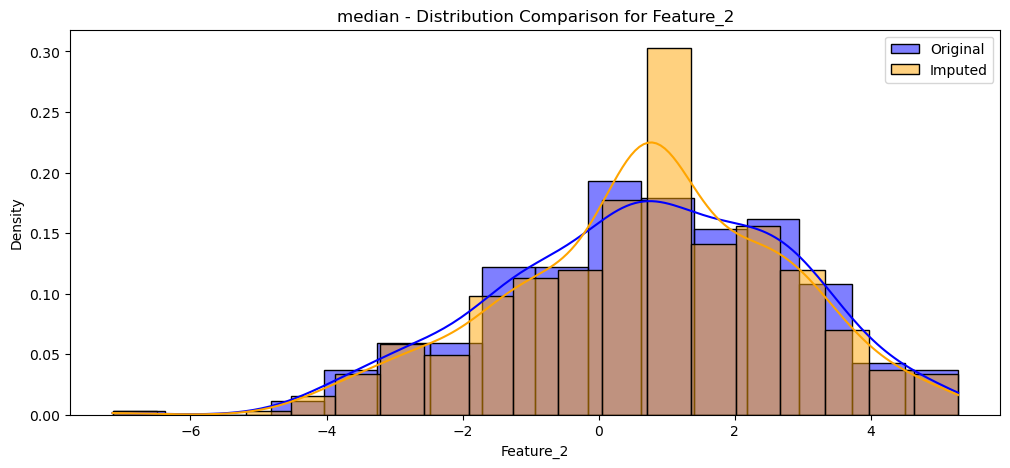 median - Distribution Comparison for Feature_2
Original
Imputed
0.30
0.25
0.20
0.15
0.10
0.05
0.00
Density
−6
−4
−2
0
2
4
Feature_2